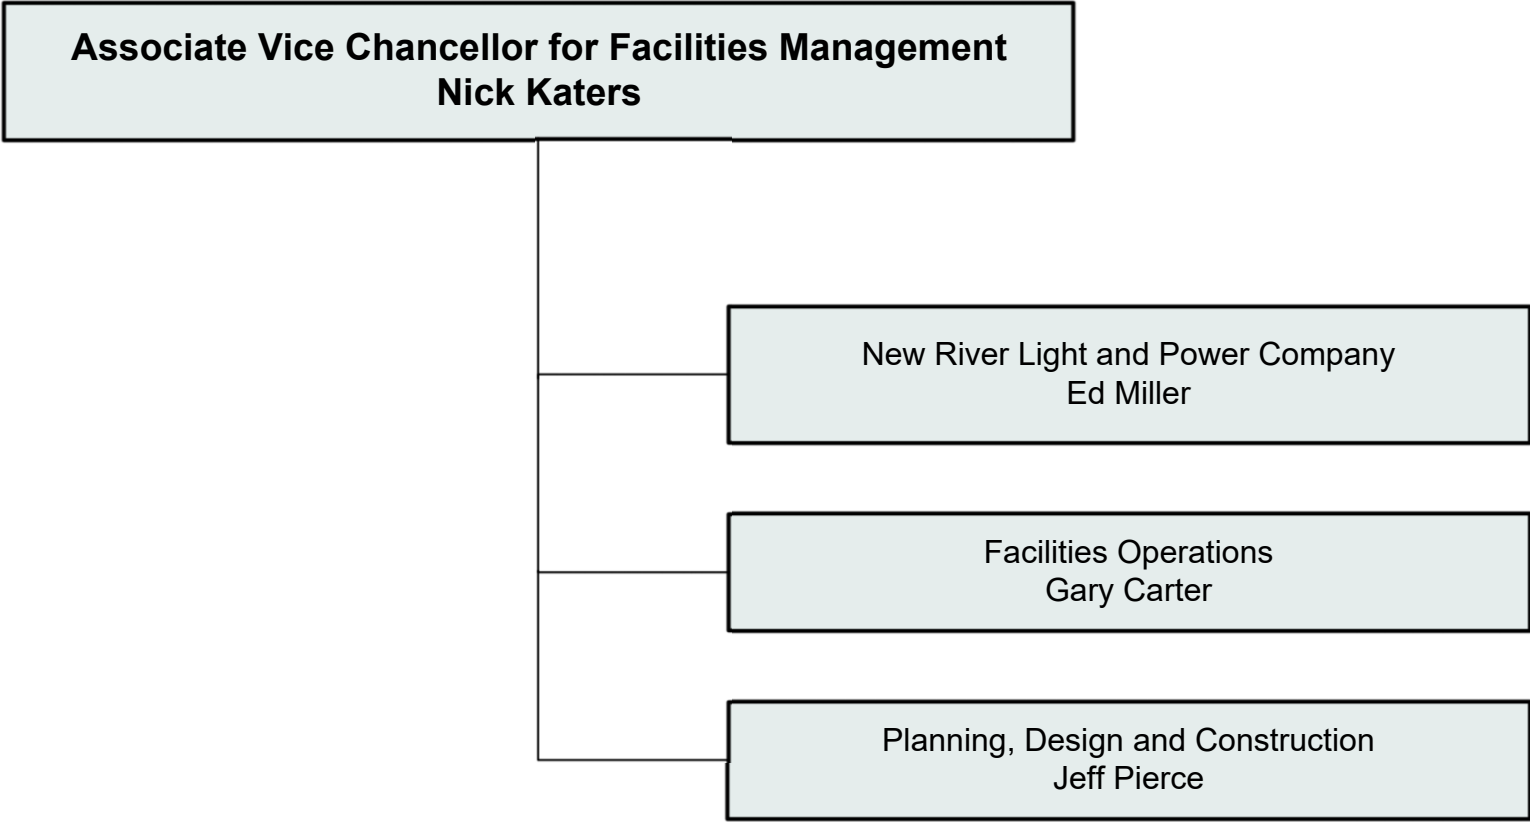 Associate Vice Chancellor for Facilities Management
Nick Katers
New River Light and Power Company
Ed Miller
Facilities Operations
Gary Carter
Planning, Design and Construction
Jeff Pierce